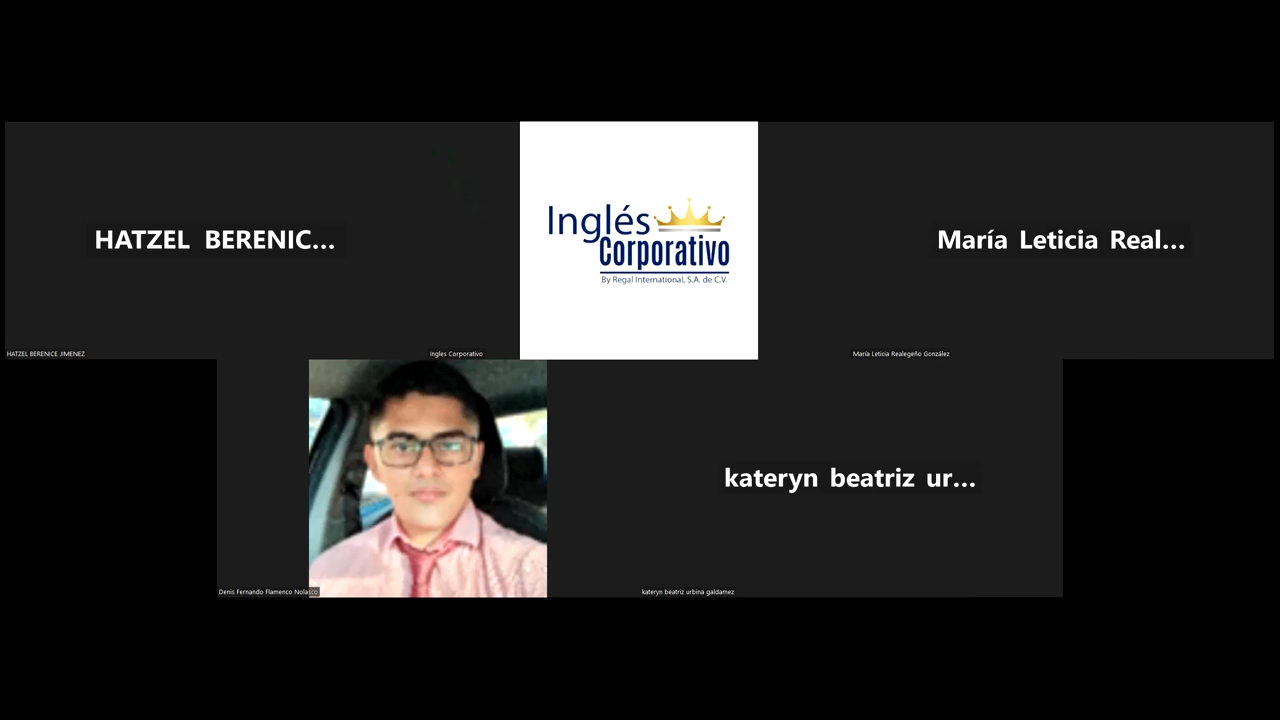 HATZEL BERENIC...
HATZEL BERENICE JIMENEZ
Inglés
Corporativo
By Regal International, S.A. de C.V.
Ingles Corporativo
María Leticia Real...
María Leticia Realegeño González
Denis Fernando Flamenco Nolasco
kateryn beatriz ur...
kateryn beatriz urbina galdamez